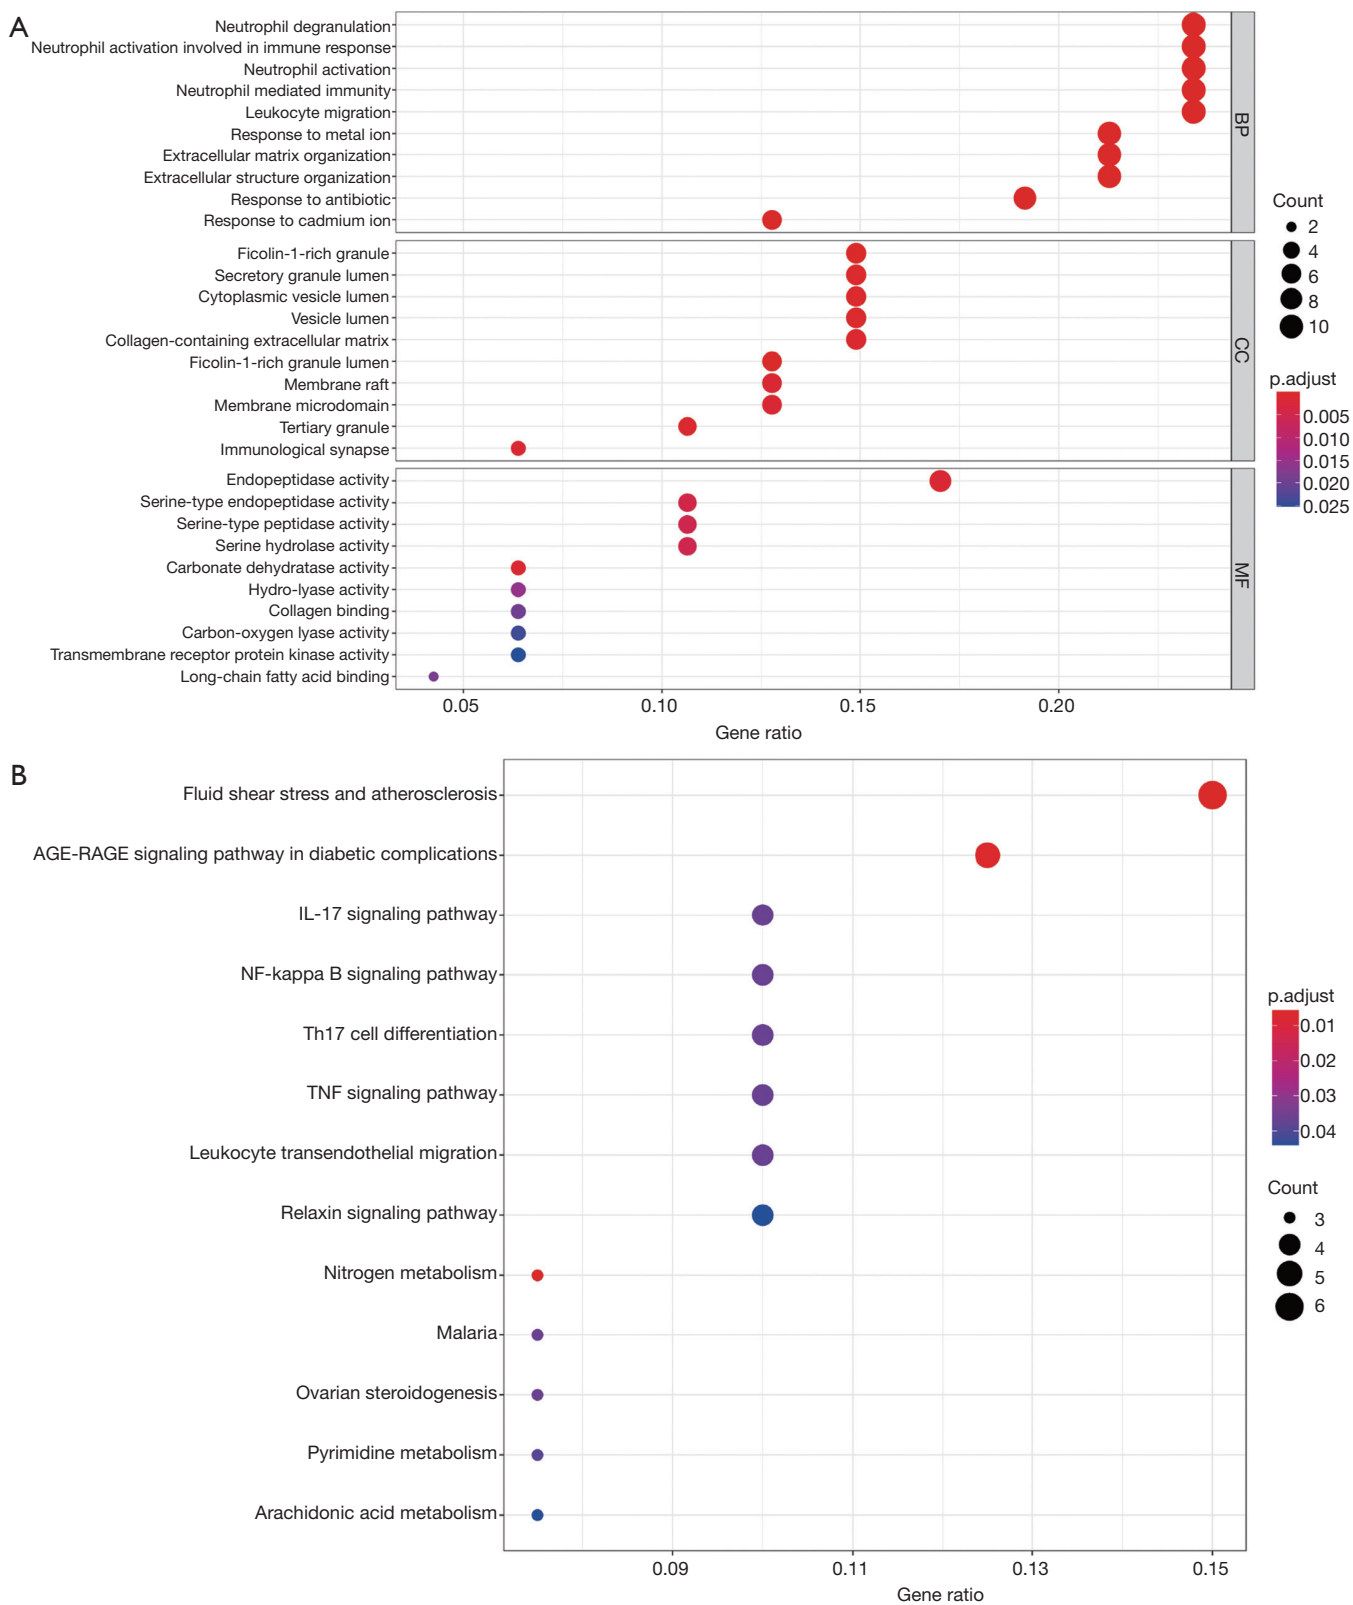 A
Neutrophil degranulation
Neutrophil activation involved in immune response
Neutrophil activation
Neutrophil mediated immunity
Leukocyte migration
Response to metal ion
Extracellular matrix organization
Extracellular structure organization
Response to antibiotic
Response to cadmium ion
BP
Ficolin-1-rich granule
Secretory granule lumen
Cytoplasmic vesicle lumen
Vesicle lumen
Collagen-containing extracellular matrix
Ficolin-1-rich granule lumen
Membrane raft
Membrane microdomain
Tertiary granule
Immunological synapse
CC
Endopeptidase activity
Serine-type endopeptidase activity
Serine-type peptidase activity
Serine hydrolase activity
Carbonate dehydratase activity
Hydro-lyase activity
Collagen binding
Carbon-oxygen lyase activity
Transmembrane receptor protein kinase activity
Long-chain fatty acid binding
MF
0.05 0.10 0.15 0.20
Gene ratio
Count
2
4
6
8
10
p.adjust
0.005
0.010
0.015
0.020
0.025
B
Fluid shear stress and atherosclerosis
AGE-RAGE signaling pathway in diabetic complications
IL-17 signaling pathway
NF-kappa B signaling pathway
Th17 cell differentiation
TNF signaling pathway
Leukocyte transendothelial migration
Relaxin signaling pathway
Nitrogen metabolism
Malaria
Ovarian steroidogenesis
Pyrimidine metabolism
Arachidonic acid metabolism
0.09 0.11 0.13 0.15
Gene ratio
p.adjust
0.01
0.02
0.03
0.04
Count
3
4
5
6